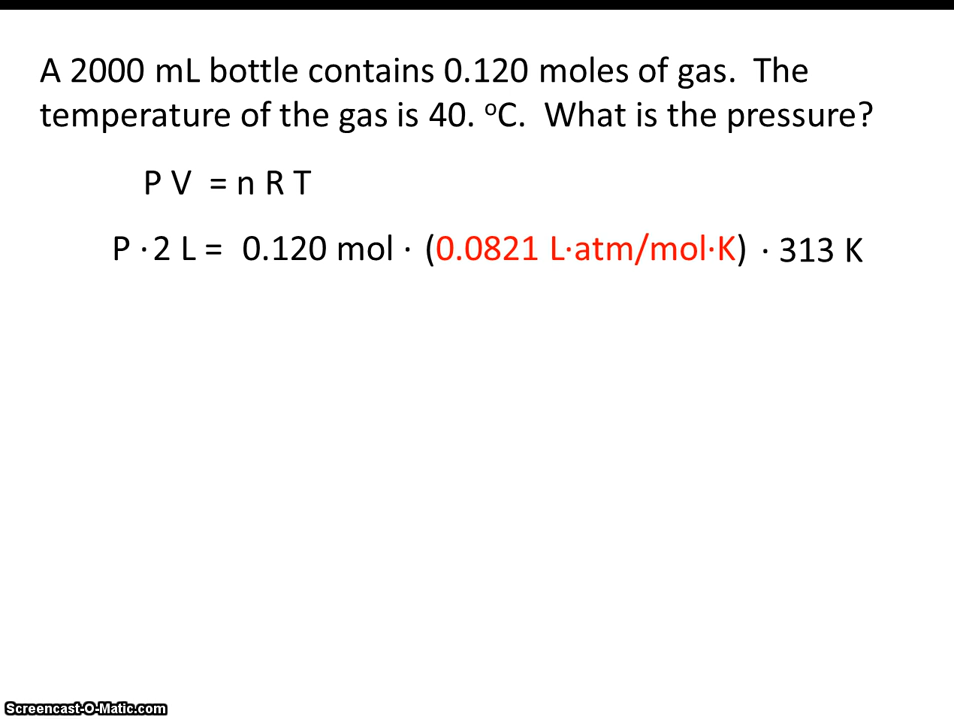 A 2000 mL bottle contains 0.120 moles of gas. The
temperature of the gas is 40. ºC. What is the pressure?
P V = n R T
P · 2 L = 0.120 mol · (0.0821 L·atm/mol·K) · 313 K
Screencast-O-Matic.com